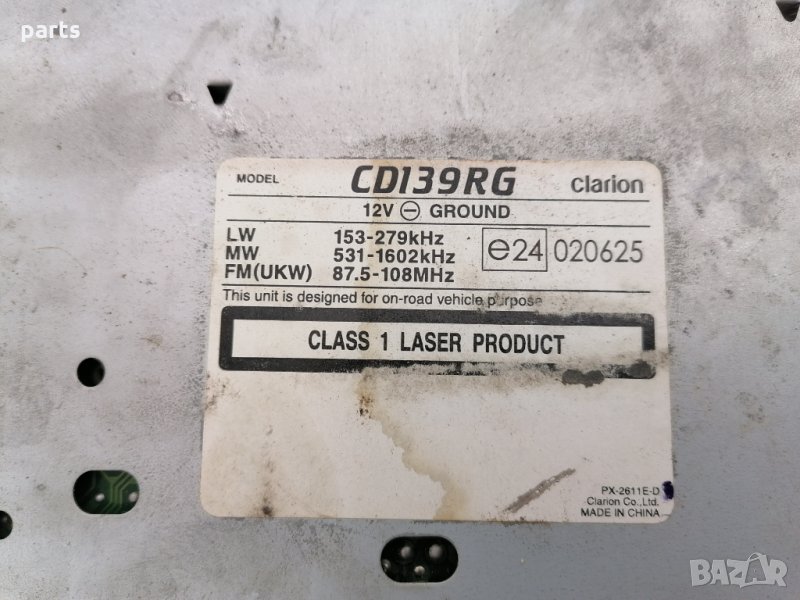 parts
MODEL CD139RG clarion
12V ⊖ GROUND
LW 153-279kHz
MW 531-1602kHz
FM(UKW) 87.5-108MHz
e24 020625
This unit is designed for on-road vehicle purpose
CLASS 1 LASER PRODUCT
PX-2611E-D
Clarion Co.,Ltd.
MADE IN CHINA
BAZAR